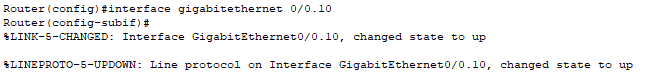 Router(config)#interface gigabitethernet 0/0.10
Router(config-subif)#
%LINK-5-CHANGED: Interface GigabitEthernet0/0.10, changed state to up
%LINEPROTO-5-UPDOWN: Line protocol on Interface GigabitEthernet0/0.10, changed state to up